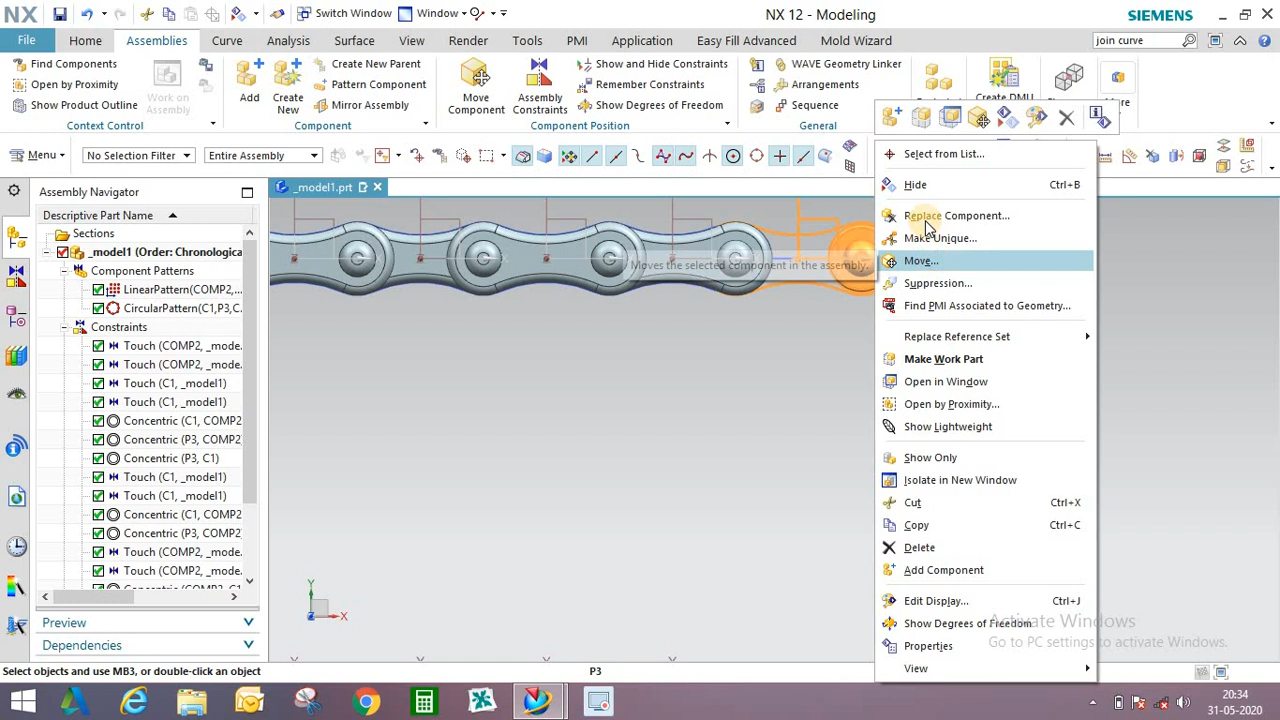 NX
Switch Window
Window
NX 12 - Modeling
SIEMENS
File
Home
Assemblies
Curve
Analysis
Surface
View
Render
Tools
PMI
Application
Easy Fill Advanced
Mold Wizard
join curve
Find Components
Open by Proximity
Show Product Outline
Work on
Assembly
Context Control
Add
Create
New
Create New Parent
Pattern Component
Mirror Assembly
Component
Move
Component
Assembly
Constraints
Show and Hide Constraints
Remember Constraints
Show Degrees of Freedom
Component Position
WAVE Geometry Linker
Arrangements
Sequence
General
Create DMU
Menu
No Selection Filter
Entire Assembly
Assembly Navigator
_model1.prt
Descriptive Part Name
Sections
_model1 (Order: Chronologica
Component Patterns
LinearPattern(COMP2,...
CircularPattern(C1,P3,C...
Constraints
Touch (COMP2, _mode...
Touch (COMP2, _mode...
Touch (C1, _model1)
Touch (C1, _model1)
Concentric (C1, COMP2)
Concentric (P3, COMP2)
Concentric (P3, C1)
Touch (C1, _model1)
Touch (C1, _model1)
Concentric (C1, COMP2)
Concentric (P3, COMP2)
Touch (COMP2, _mode...
Touch (COMP2, _mode...
Preview
Dependencies
Moves the selected component in the assembly.
Select from List...
Hide Ctrl+B
Replace Component...
Make Unique...
Move...
Suppression...
Find PMI Associated to Geometry...
Replace Reference Set
Make Work Part
Open in Window
Open by Proximity...
Show Lightweight
Show Only
Isolate in New Window
Cut Ctrl+X
Copy Ctrl+C
Delete
Add Component
Edit Display... Ctrl+J
Show Degrees of Freedom
Properties
View
Activate Windows
Go to PC settings to activate Windows.
Y
X
Z
Select objects and use MB3, or double-click an object
P3
20:34
31-05-2020